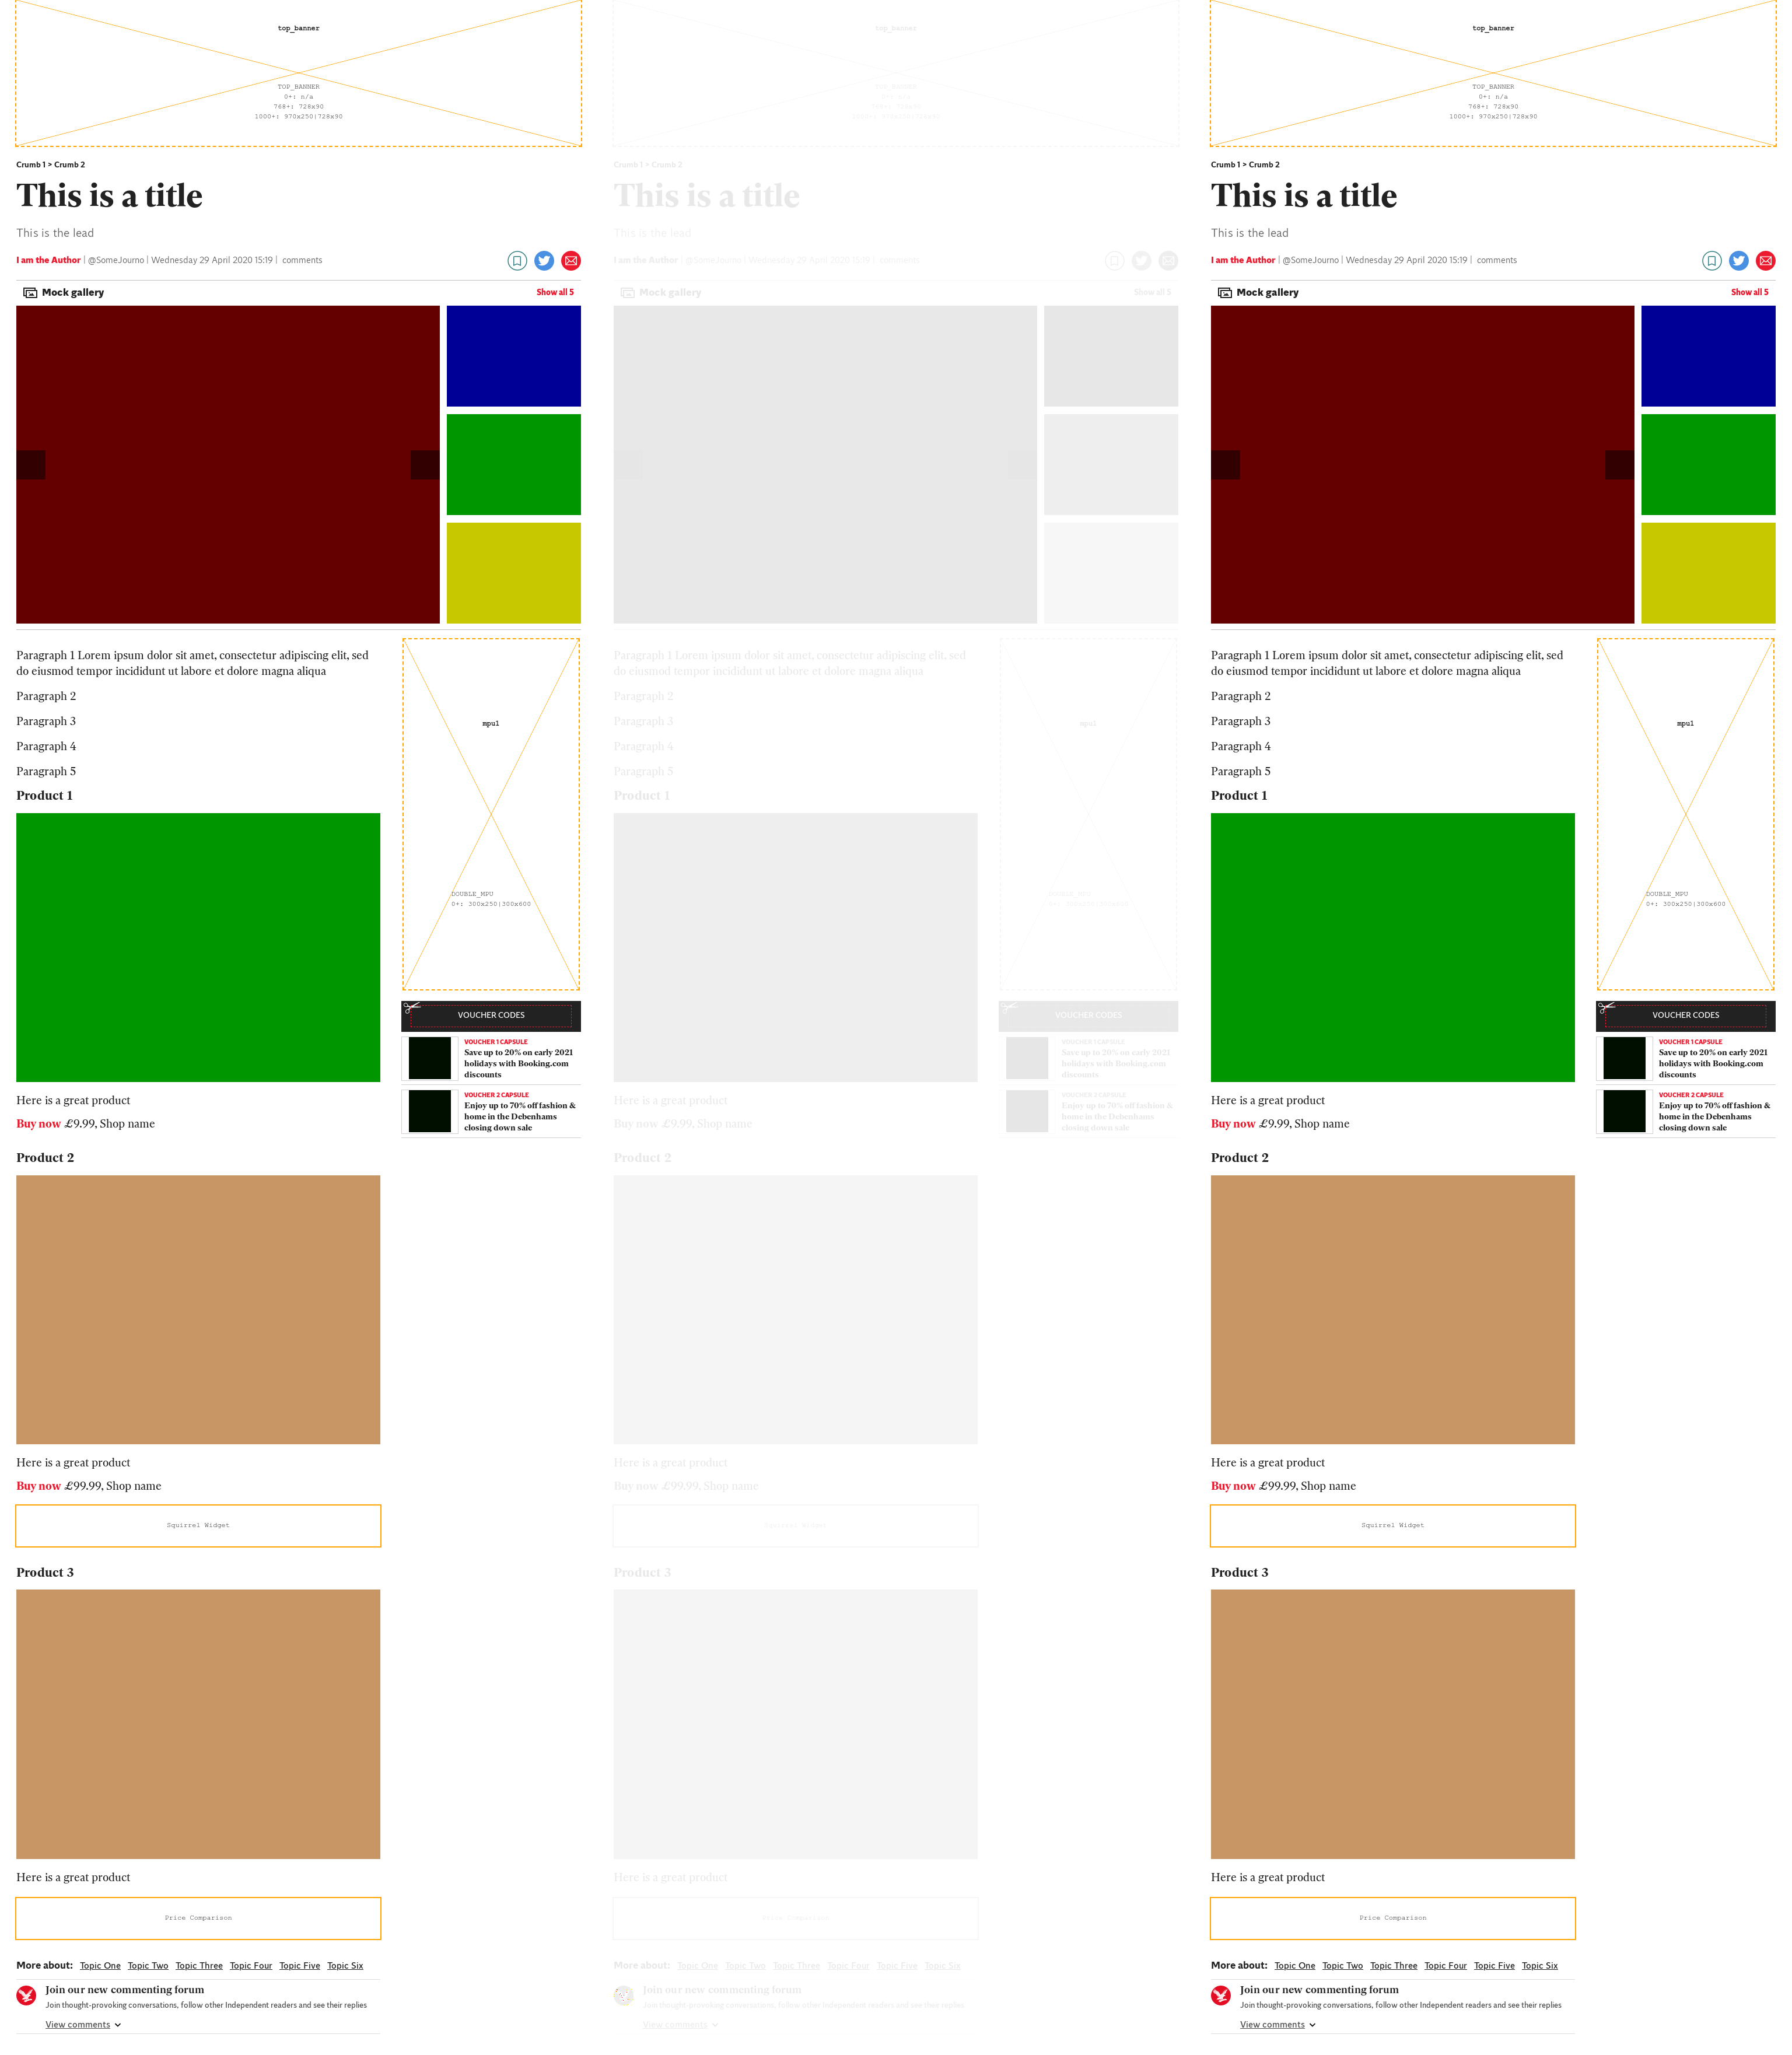 top_banner
TOP_BANNER
0+: n/a
768+: 728x90
1000+: 970x250|728x90
Crumb 1 > Crumb 2
This is a title
This is the lead
I am the Author | @SomeJourno | Wednesday 29 April 2020 15:19 | comments
Mock gallery
Show all 5
Paragraph 1 Lorem ipsum dolor sit amet, consectetur adipiscing elit, sed
do eiusmod tempor incididunt ut labore et dolore magna aliqua
Paragraph 2
Paragraph 3
Paragraph 4
Paragraph 5
Product 1
Here is a great product
Buy now £9.99, Shop name
Product 2
Here is a great product
Buy now £99.99, Shop name
Squirrel Widget
Product 3
Here is a great product
Price Comparison
More about: Topic One Topic Two Topic Three Topic Four Topic Five Topic Six
Join our new commenting forum
Join thought-provoking conversations, follow other Independent readers and see their replies
View comments
mpu1
DOUBLE_MPU
0+: 300x250|300x600
VOUCHER CODES
VOUCHER 1 CAPSULE
Save up to 20% on early 2021
holidays with Booking.com
discounts
VOUCHER 2 CAPSULE
Enjoy up to 70% off fashion &
home in the Debenhams
closing down sale
top_banner
TOP_BANNER
Crumb 1 > Crumb 2
This is a title
This is the lead
I am the Author | @SomeJourno | Wednesday 29 April 2020 15:19 | comments
Mock gallery
Show all 5
Paragraph 1 Lorem ipsum dolor sit amet, consectetur adipiscing elit, sed
do eiusmod tempor incididunt ut labore et dolore magna aliqua
Paragraph 2
Paragraph 3
Paragraph 4
Paragraph 5
Product 1
Here is a great product
Buy now £9.99, Shop name
Product 2
Here is a great product
Buy now £99.99, Shop name
Product 3
Here is a great product
More about: Topic One Topic Two Topic Three Topic Four Topic Five Topic Six
Join our new commenting forum
Join thought-provoking conversations, follow other Independent readers and see their replies
View comments
mpu1
VOUCHER CODES
VOUCHER 1 CAPSULE
Save up to 20% on early 2021
holidays with Booking.com
discounts
VOUCHER 2 CAPSULE
Enjoy up to 70% off fashion &
home in the Debenhams
closing down sale
top_banner
TOP_BANNER
0+: n/a
768+: 728x90
1000+: 970x250|728x90
Crumb 1 > Crumb 2
This is a title
This is the lead
I am the Author | @SomeJourno | Wednesday 29 April 2020 15:19 | comments
Mock gallery
Show all 5
Paragraph 1 Lorem ipsum dolor sit amet, consectetur adipiscing elit, sed
do eiusmod tempor incididunt ut labore et dolore magna aliqua
Paragraph 2
Paragraph 3
Paragraph 4
Paragraph 5
Product 1
Here is a great product
Buy now £9.99, Shop name
Product 2
Here is a great product
Buy now £99.99, Shop name
Squirrel Widget
Product 3
Here is a great product
Price Comparison
More about: Topic One Topic Two Topic Three Topic Four Topic Five Topic Six
Join our new commenting forum
Join thought-provoking conversations, follow other Independent readers and see their replies
View comments
mpu1
DOUBLE_MPU
0+: 300x250|300x600
VOUCHER CODES
VOUCHER 1 CAPSULE
Save up to 20% on early 2021
holidays with Booking.com
discounts
VOUCHER 2 CAPSULE
Enjoy up to 70% off fashion &
home in the Debenhams
closing down sale